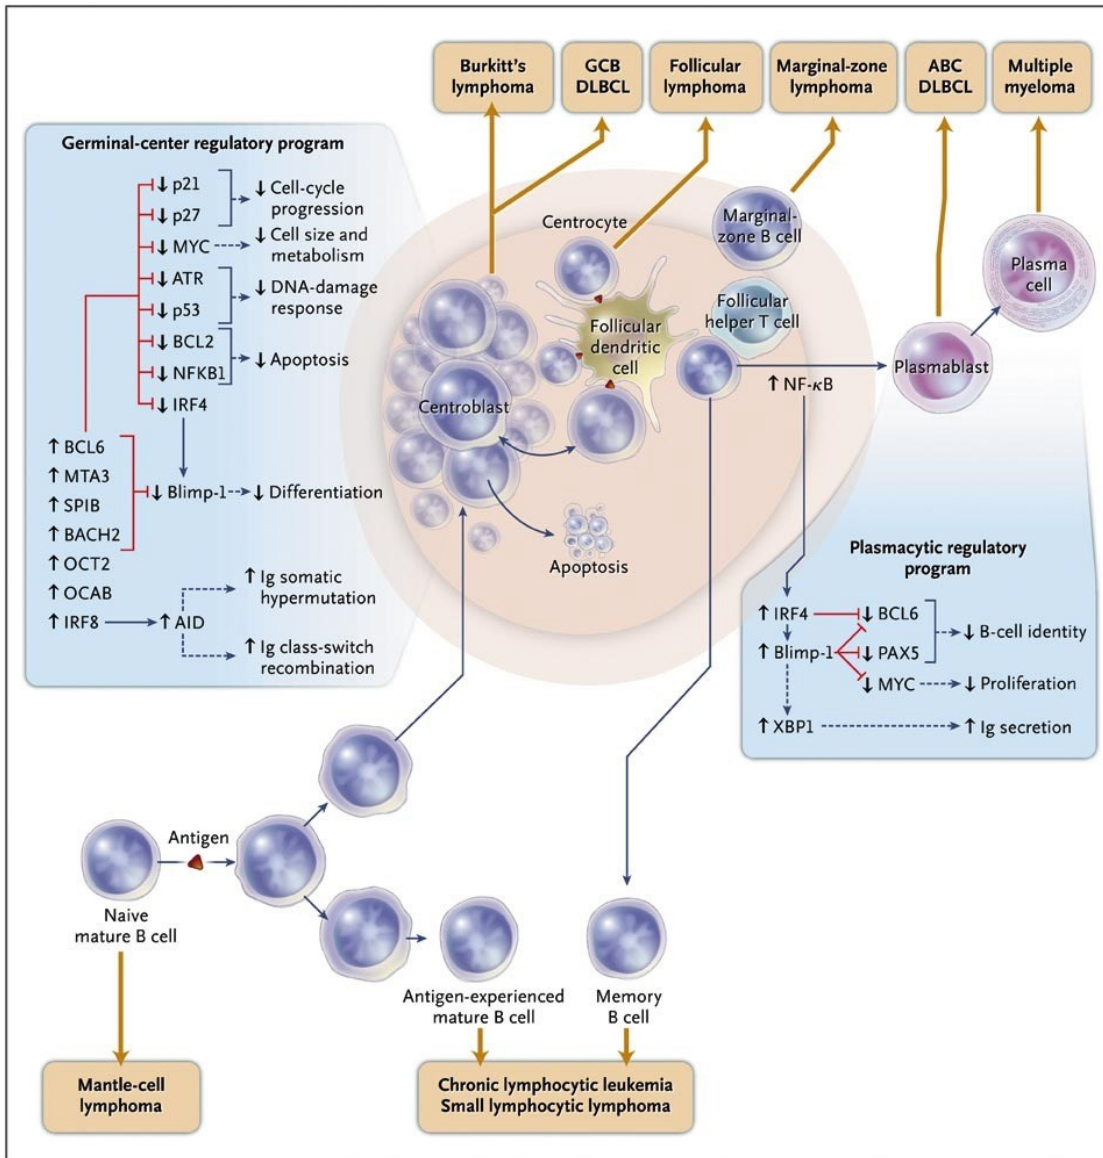 Burkitt's
lymphoma
GCB
DLBCL
Follicular
lymphoma
Marginal-zone
lymphoma
ABC
DLBCL
Multiple
myeloma
Germinal-center regulatory program
↓ p21
↓ p27
↓ Cell-cycle
progression
↓ MYC
↓ Cell size and
metabolism
↓ ATR
↓ p53
↓ DNA-damage
response
↓ BCL2
↓ NFKB1
↓ Apoptosis
↓ IRF4
↑ BCL6
↑ MTA3
↑ SPIB
↑ BACH2
↑ OCT2
↑ OCAB
↑ IRF8
↓ Blimp-1
↓ Differentiation
↑ AID
↑ Ig somatic
hypermutation
↑ Ig class-switch
recombination
Centrocyte
Marginal-
zone B cell
Follicular
helper T cell
Follicular
dendritic
cell
Centroblast
Apoptosis
↑ NF-κB
Plasmablast
Plasma
cell
Plasmacytic regulatory
program
↑ IRF4
↓ BCL6
↑ Blimp-1
↓ PAX5
↓ B-cell identity
↓ MYC
↓ Proliferation
↑ XBP1
↑ Ig secretion
Antigen
Naive
mature B cell
Antigen-experienced
mature B cell
Memory
B cell
Mantle-cell
lymphoma
Chronic lymphocytic leukemia
Small lymphocytic lymphoma